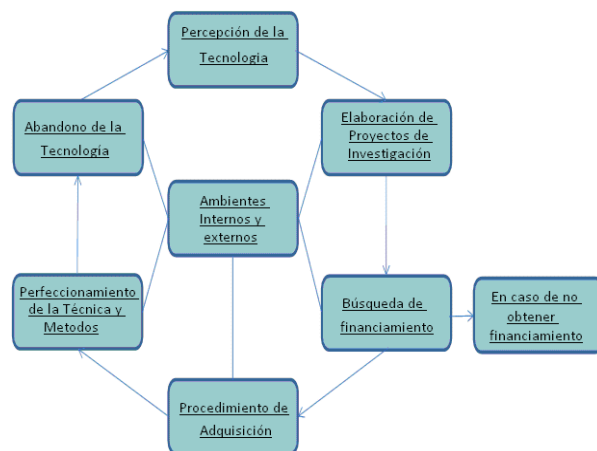 Percepción de la
Tecnologia
Abandono de la
Tecnología
Elaboración de
Proyectos de
Investigación
Ambientes
Internos y
externos
Perfeccionamiento
de la Técnica y
Metodos
Búsqueda de
financiamiento
En caso de no
obtener
financiamiento
Procedimiento de
Adquisición